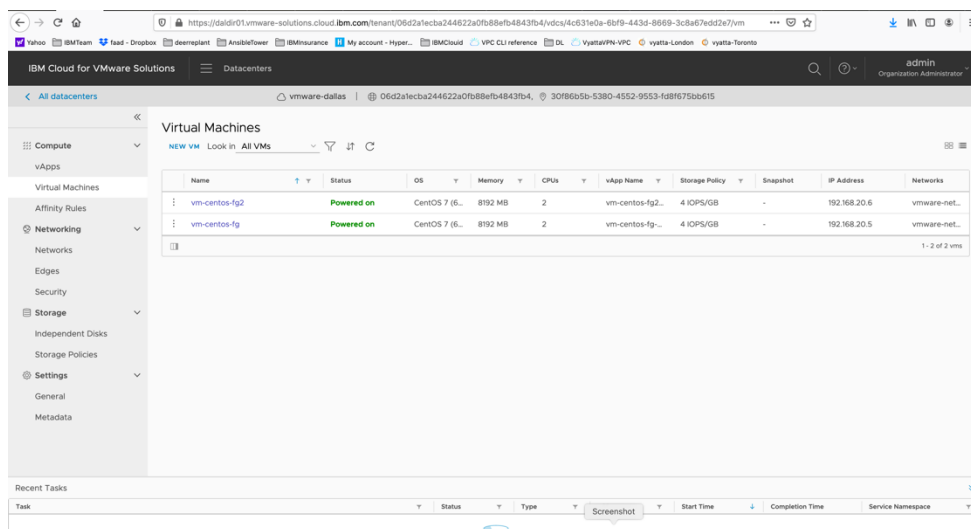 https://daldir01.vmware-solutions.cloud.ibm.com/tenant/06d2a1ecba244622a0fb88efb4843fb4/vdcs/4c631e0a-6bf9-443d-8669-3c8a67edd2e7/vm
Yahoo IBMTeam faad - Dropbox deerreplant AnsibleTower IBMinsurance My account - Hyper... IBMClouid VPC CLI reference DL VyattaVPN-VPC vyatta-London vyatta-Toronto
IBM Cloud for VMware Solutions Datacenters admin
Organization Administrator
All datacenters vmware-dallas | 06d2a1ecba244622a0fb88efb4843fb4, 30f86b5b-5380-4552-9553-fd8f675bb615
Compute
vApps
Virtual Machines
Affinity Rules
Networking
Networks
Edges
Security
Storage
Independent Disks
Storage Policies
Settings
General
Metadata
Virtual Machines
NEW VM Look in All VMs
Name Status OS Memory CPUs vApp Name Storage Policy Snapshot IP Address Networks
vm-centos-fg2 Powered on CentOS 7 (6... 8192 MB 2 vm-centos-fg2... 4 IOPS/GB - 192.168.20.6 vmware-net...
vm-centos-fg Powered on CentOS 7 (6... 8192 MB 2 vm-centos-fg-... 4 IOPS/GB - 192.168.20.5 vmware-net...
1 - 2 of 2 vms
Recent Tasks
Task Status Type Start Time Completion Time Service Namespace
Screenshot